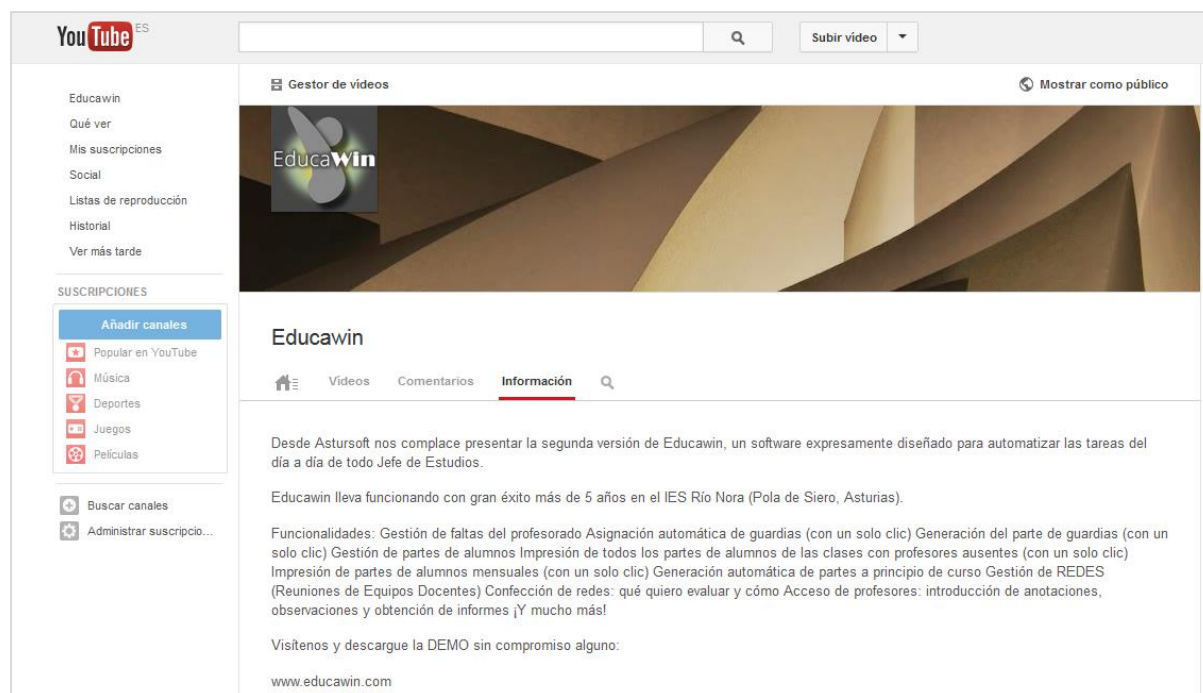 YouTube ES
Subir vídeo
Gestor de vídeos
Mostrar como público
Educawin
Qué ver
Mis suscripciones
Social
Listas de reproducción
Historial
Ver más tarde
SUSCRIPCIONES
Añadir canales
Popular en YouTube
Música
Deportes
Juegos
Películas
Buscar canales
Administrar suscripcio...
EducaWin
Educawin
Vídeos Comentarios Información
Desde Astursoft nos complace presentar la segunda versión de Educawin, un software expresamente diseñado para automatizar las tareas del
día a día de todo Jefe de Estudios.
Educawin lleva funcionando con gran éxito más de 5 años en el IES Río Nora (Pola de Siero, Asturias).
Funcionalidades: Gestión de faltas del profesorado Asignación automática de guardias (con un solo clic) Generación del parte de guardias (con un
solo clic) Gestión de partes de alumnos Impresión de todos los partes de alumnos de las clases con profesores ausentes (con un solo clic)
Impresión de partes de alumnos mensuales (con un solo clic) Generación automática de partes a principio de curso Gestión de REDES
(Reuniones de Equipos Docentes) Confección de redes: qué quiero evaluar y cómo Acceso de profesores: introducción de anotaciones,
observaciones y obtención de informes ¡Y mucho más!
Visítenos y descargue la DEMO sin compromiso alguno:
www.educawin.com